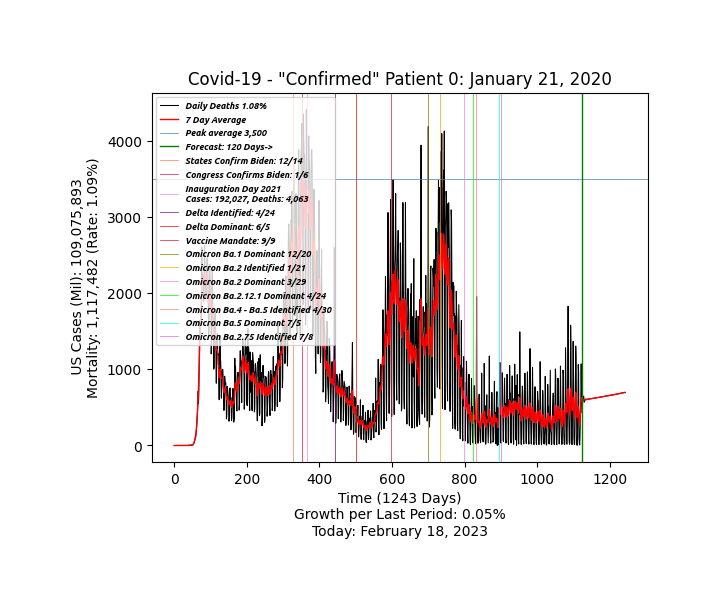 Covid-19 - "Confirmed" Patient 0: January 21, 2020
US Cases (Mil): 109,075,893
Mortality: 1,117,482 (Rate: 1.09%)
4000
3000
2000
1000
0
Daily Deaths 1.08%
7 Day Average
Peak average 3,500
Forecast: 120 Days->
States Confirm Biden: 12/14
Congress Confirms Biden: 1/6
Inauguration Day 2021
Cases: 192,027, Deaths: 4,063
Delta Identified: 4/24
Delta Dominant: 6/5
Vaccine Mandate: 9/9
Omicron Ba.1 Dominant 12/20
Omicron Ba.2 Identified 1/21
Omicron Ba.2 Dominant 3/29
Omicron Ba.2.12.1 Dominant 4/24
Omicron Ba.4 - Ba.5 Identified 4/30
Omicron Ba.5 Dominant 7/5
Omicron Ba.2.75 Identified 7/8
0 200 400 600 800 1000 1200
Time (1243 Days)
Growth per Last Period: 0.05%
Today: February 18, 2023